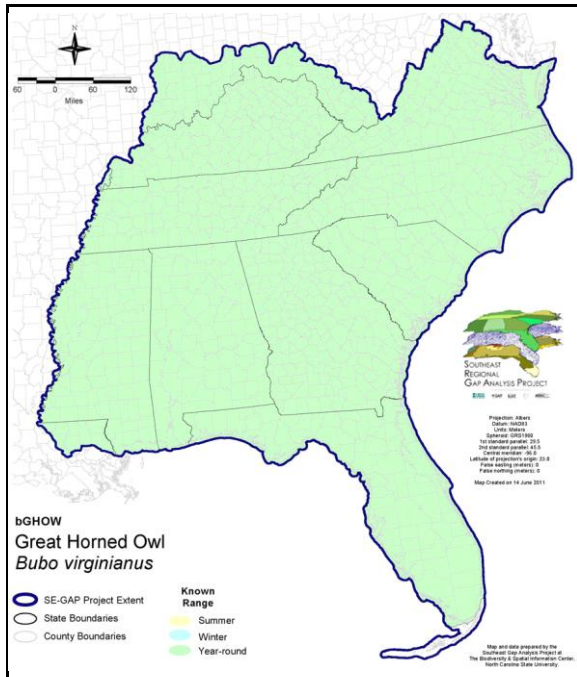 N
60 0 60 120
Miles
SOUTHEAST
REGIONAL
GAP ANALYSIS PROJECT
Projection: Albers
Datum: NAD83
Units: Meters
Spheroid: GRS1980
1st standard parallel: 29.5
2nd standard parallel: 45.5
Central meridian: -96.0
Latitude of projection's origin: 23.0
False easting (meters): 0
False northing (meters): 0
Map Created on 14 June 2011
bGHOW
Great Horned Owl
Bubo virginianus
SE-GAP Project Extent
State Boundaries
County Boundaries
Known
Range
Summer
Winter
Year-round
Map and data prepared by the
Southeast Gap Analysis Project at
The Biodiversity & Spatial Information Center,
North Carolina State University.